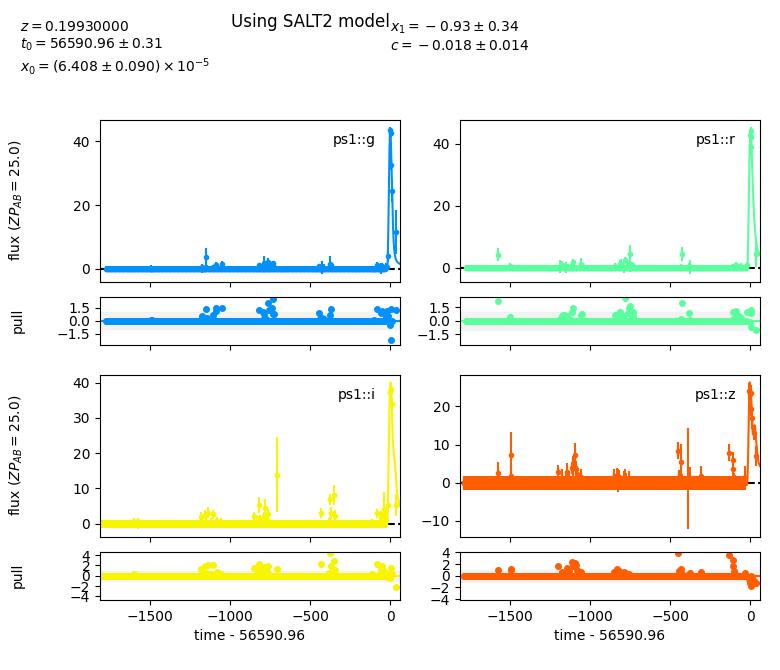 Using SALT2 model
z = 0.19930000
t₀ = 56590.96 ± 0.31
x₀ = (6.408 ± 0.090) × 10⁻⁵
x₁ = −0.93 ± 0.34
c = −0.018 ± 0.014
flux (ZP_AB = 25.0)
40
20
0
ps1::g
40
20
0
ps1::r
pull
1.5
0.0
−1.5
1.5
0.0
−1.5
flux (ZP_AB = 25.0)
40
30
20
10
0
ps1::i
20
10
0
−10
ps1::z
pull
4
2
0
−2
−4
4
2
0
−2
−4
−1500 −1000 −500 0
−1500 −1000 −500 0
time - 56590.96
time - 56590.96